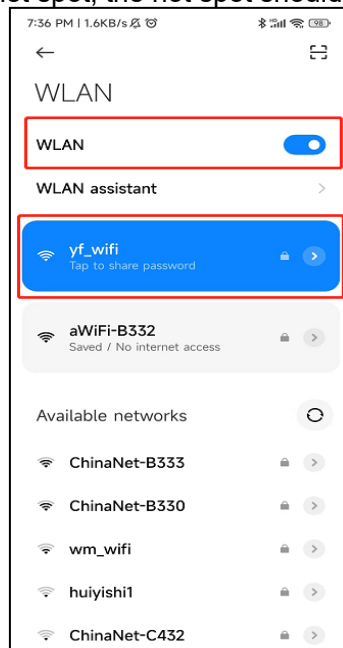 7:36 PM | 1.6KB/s
98
WLAN
WLAN
WLAN assistant
yf_wifi
Tap to share password
aWiFi-B332
Saved / No internet access
Available networks
ChinaNet-B333
ChinaNet-B330
wm_wifi
huiyishi1
ChinaNet-C432